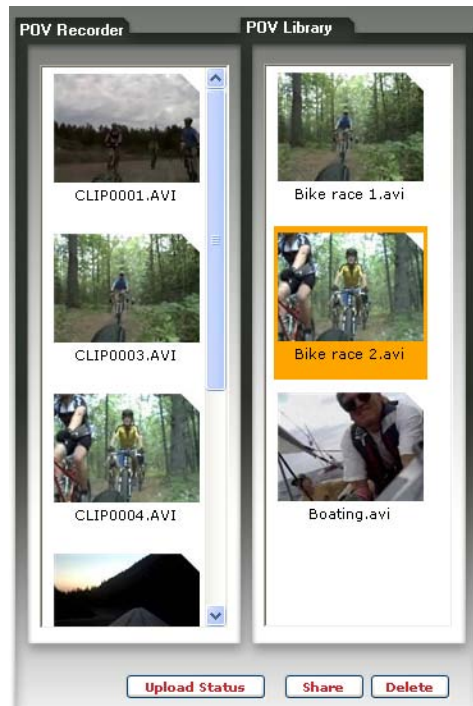 POV Recorder
CLIP0001.AVI
CLIP0003.AVI
CLIP0004.AVI
POV Library
Bike race 1.avi
Bike race 2.avi
Boating.avi
Upload Status
Share
Delete